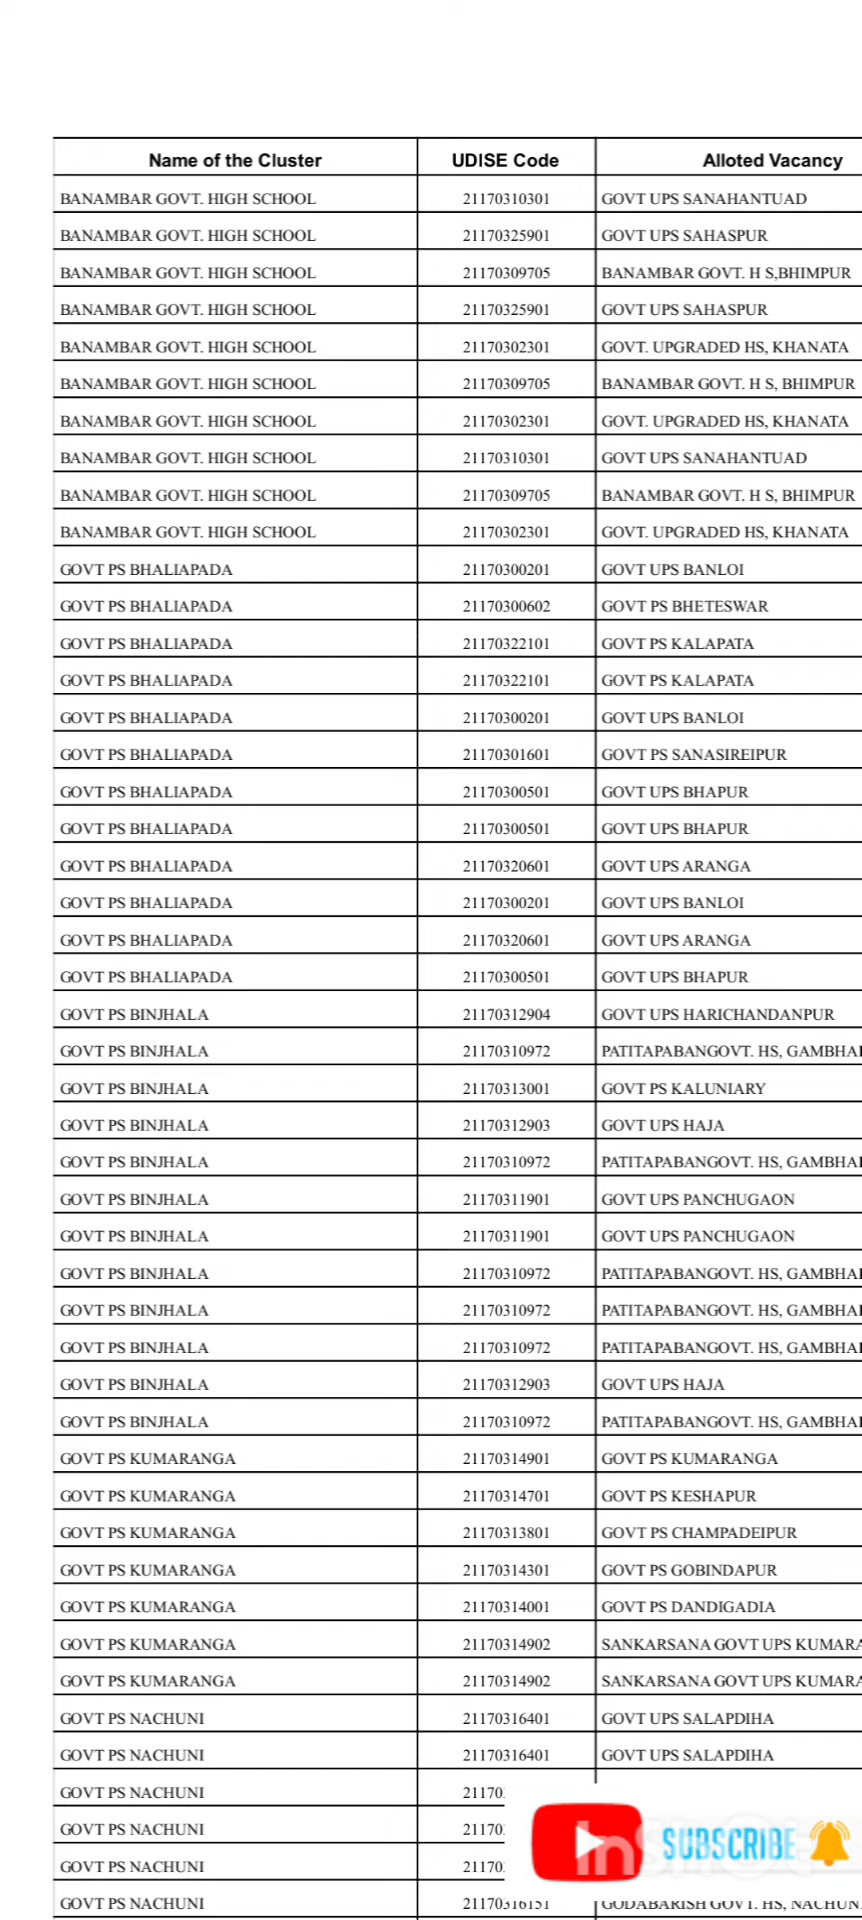 Name of the Cluster UDISE Code Alloted Vacancy
BANAMBAR GOVT. HIGH SCHOOL 21170310301 GOVT UPS SANAHANTUAD
BANAMBAR GOVT. HIGH SCHOOL 21170325901 GOVT UPS SAHASPUR
BANAMBAR GOVT. HIGH SCHOOL 21170309705 BANAMBAR GOVT. H S,BHIMPUR
BANAMBAR GOVT. HIGH SCHOOL 21170325901 GOVT UPS SAHASPUR
BANAMBAR GOVT. HIGH SCHOOL 21170302301 GOVT. UPGRADED HS, KHANATA
BANAMBAR GOVT. HIGH SCHOOL 21170309705 BANAMBAR GOVT. H S, BHIMPUR
BANAMBAR GOVT. HIGH SCHOOL 21170302301 GOVT. UPGRADED HS, KHANATA
BANAMBAR GOVT. HIGH SCHOOL 21170310301 GOVT UPS SANAHANTUAD
BANAMBAR GOVT. HIGH SCHOOL 21170309705 BANAMBAR GOVT. H S, BHIMPUR
BANAMBAR GOVT. HIGH SCHOOL 21170302301 GOVT. UPGRADED HS, KHANATA
GOVT PS BHALIAPADA 21170300201 GOVT UPS BANLOI
GOVT PS BHALIAPADA 21170300602 GOVT PS BHETESWAR
GOVT PS BHALIAPADA 21170322101 GOVT PS KALAPATA
GOVT PS BHALIAPADA 21170322101 GOVT PS KALAPATA
GOVT PS BHALIAPADA 21170300201 GOVT UPS BANLOI
GOVT PS BHALIAPADA 21170301601 GOVT PS SANASIREIPUR
GOVT PS BHALIAPADA 21170300501 GOVT UPS BHAPUR
GOVT PS BHALIAPADA 21170300501 GOVT UPS BHAPUR
GOVT PS BHALIAPADA 21170320601 GOVT UPS ARANGA
GOVT PS BHALIAPADA 21170300201 GOVT UPS BANLOI
GOVT PS BHALIAPADA 21170320601 GOVT UPS ARANGA
GOVT PS BHALIAPADA 21170300501 GOVT UPS BHAPUR
GOVT PS BINJHALA 21170312904 GOVT UPS HARICHANDANPUR
GOVT PS BINJHALA 21170310972 PATITAPABANGOVT. HS, GAMBHA
GOVT PS BINJHALA 21170313001 GOVT PS KALUNIARY
GOVT PS BINJHALA 21170312903 GOVT UPS HAJA
GOVT PS BINJHALA 21170310972 PATITAPABANGOVT. HS, GAMBHA
GOVT PS BINJHALA 21170311901 GOVT UPS PANCHUGAON
GOVT PS BINJHALA 21170311901 GOVT UPS PANCHUGAON
GOVT PS BINJHALA 21170310972 PATITAPABANGOVT. HS, GAMBHA
GOVT PS BINJHALA 21170310972 PATITAPABANGOVT. HS, GAMBHA
GOVT PS BINJHALA 21170310972 PATITAPABANGOVT. HS, GAMBHA
GOVT PS BINJHALA 21170312903 GOVT UPS HAJA
GOVT PS BINJHALA 21170310972 PATITAPABANGOVT. HS, GAMBHA
GOVT PS KUMARANGA 21170314901 GOVT PS KUMARANGA
GOVT PS KUMARANGA 21170314701 GOVT PS KESHAPUR
GOVT PS KUMARANGA 21170313801 GOVT PS CHAMPADEIPUR
GOVT PS KUMARANGA 21170314301 GOVT PS GOBINDAPUR
GOVT PS KUMARANGA 21170314001 GOVT PS DANDIGADIA
GOVT PS KUMARANGA 21170314902 SANKARSANA GOVT UPS KUMARA
GOVT PS KUMARANGA 21170314902 SANKARSANA GOVT UPS KUMARA
GOVT PS NACHUNI 21170316401 GOVT UPS SALAPDIHA
GOVT PS NACHUNI 21170316401 GOVT UPS SALAPDIHA
GOVT PS NACHUNI 21170
GOVT PS NACHUNI 21170
SUBSCRIBE
GOVT PS NACHUNI 21170
GOVT PS NACHUNI 21170316151 GODABARISH GOVT. HS, NACHUN